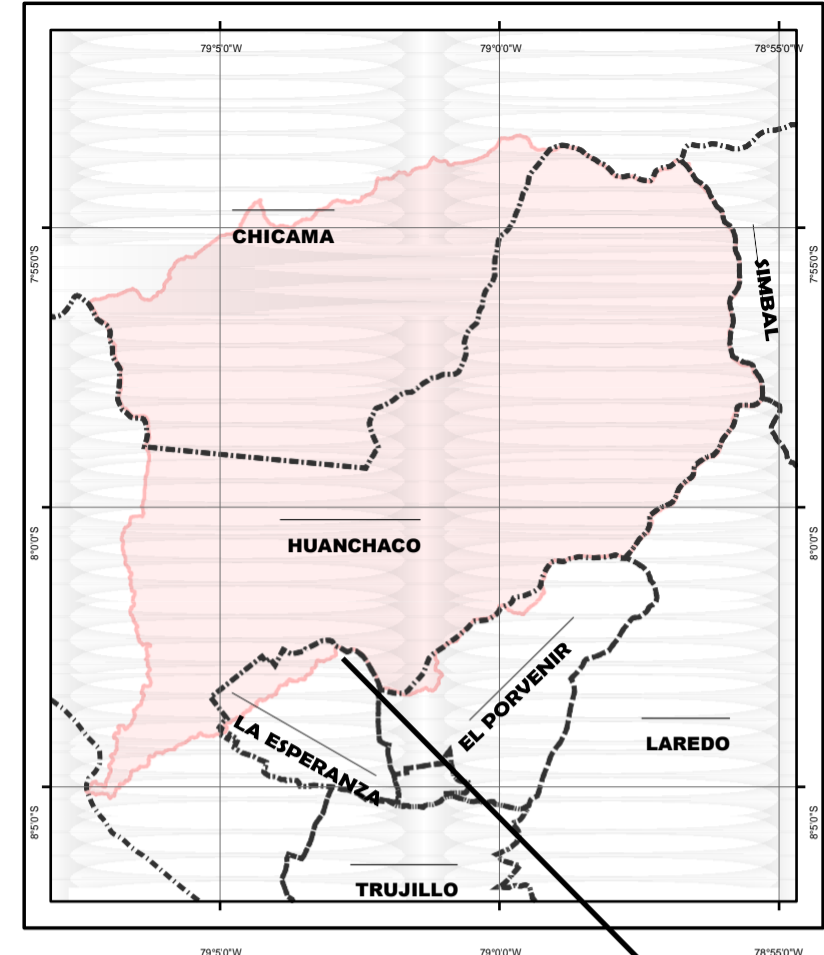 79°5'0"W
79°0'0"W
78°55'0"W
CHICAMA
7°55'0"S
7°55'0"S
SIMBAL
HUANCHACO
8°0'0"S
8°0'0"S
EL PORVENIR
LA ESPERANZA
LAREDO
8°5'0"S
8°5'0"S
TRUJILLO
79°5'0"W
79°0'0"W
78°55'0"W